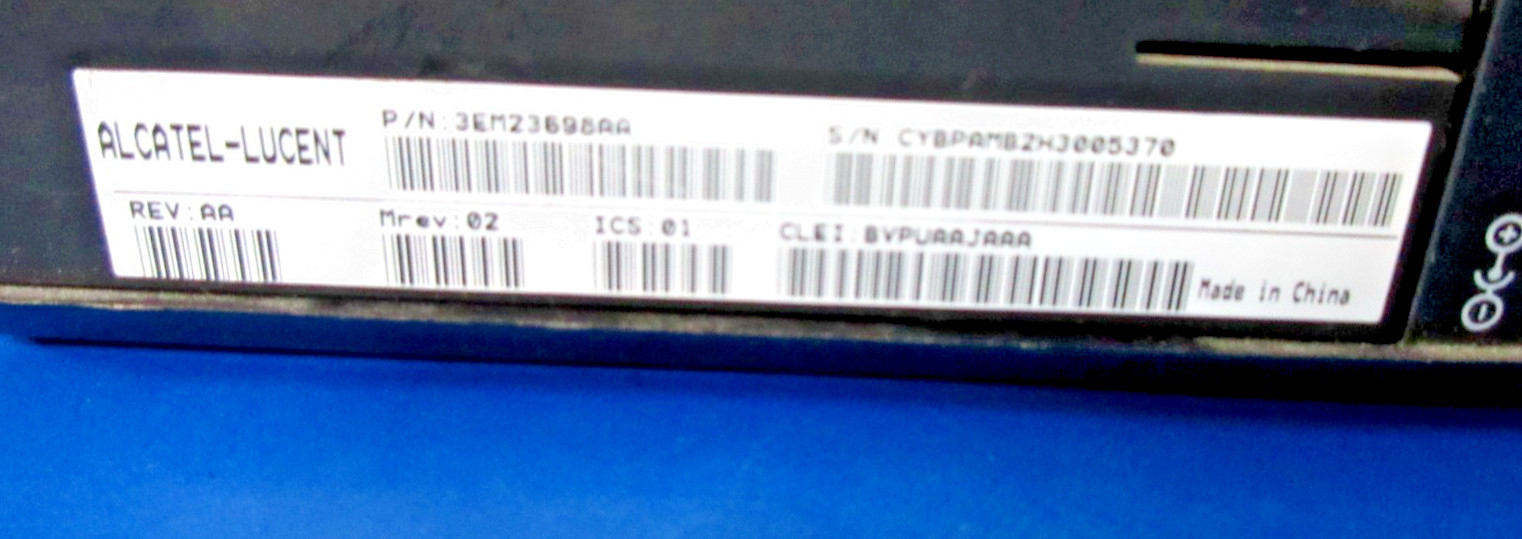 ALCATEL-LUCENT
P/N:3EM23698AA
S/N CYBPAMBZHJ005370
REV:AA
Mrev:02
ICS:01
CLEI:BVPUAAJAAA
Made in China